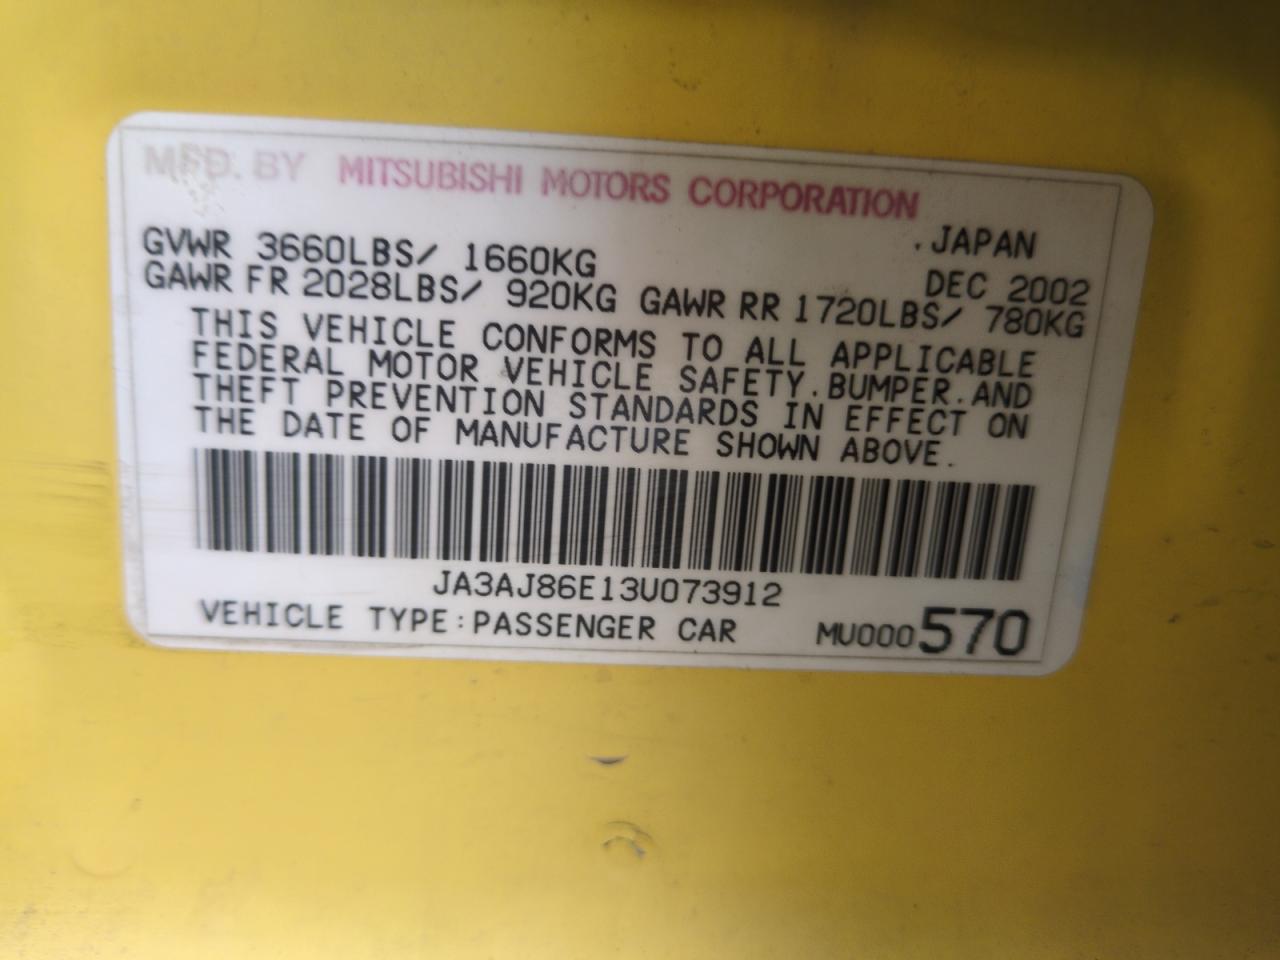 MFD. BY MITSUBISHI MOTORS CORPORATION
.JAPAN
GVWR 3660LBS/ 1660KG
DEC 2002
GAWR FR 2028LBS/ 920KG GAWR RR 1720LBS/ 780KG
THIS VEHICLE CONFORMS TO ALL APPLICABLE
FEDERAL MOTOR VEHICLE SAFETY.BUMPER.AND
THEFT PREVENTION STANDARDS IN EFFECT ON
THE DATE OF MANUFACTURE SHOWN ABOVE.
JA3AJ86E13U073912
VEHICLE TYPE:PASSENGER CAR
MU000570